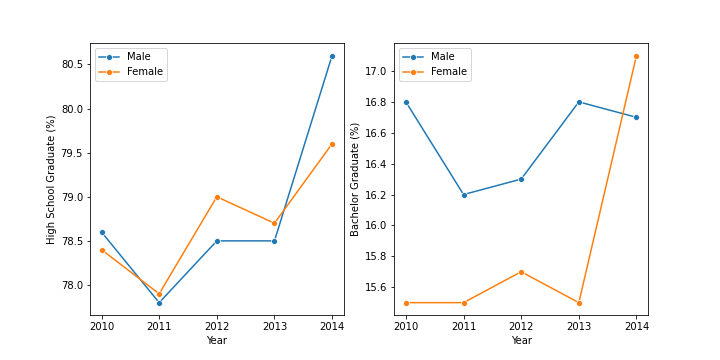 Male
Female
80.5
80.0
79.5
79.0
78.5
78.0
High School Graduate (%)
2010 2011 2012 2013 2014
Year
Male
Female
17.0
16.8
16.6
16.4
16.2
16.0
15.8
15.6
Bachelor Graduate (%)
2010 2011 2012 2013 2014
Year